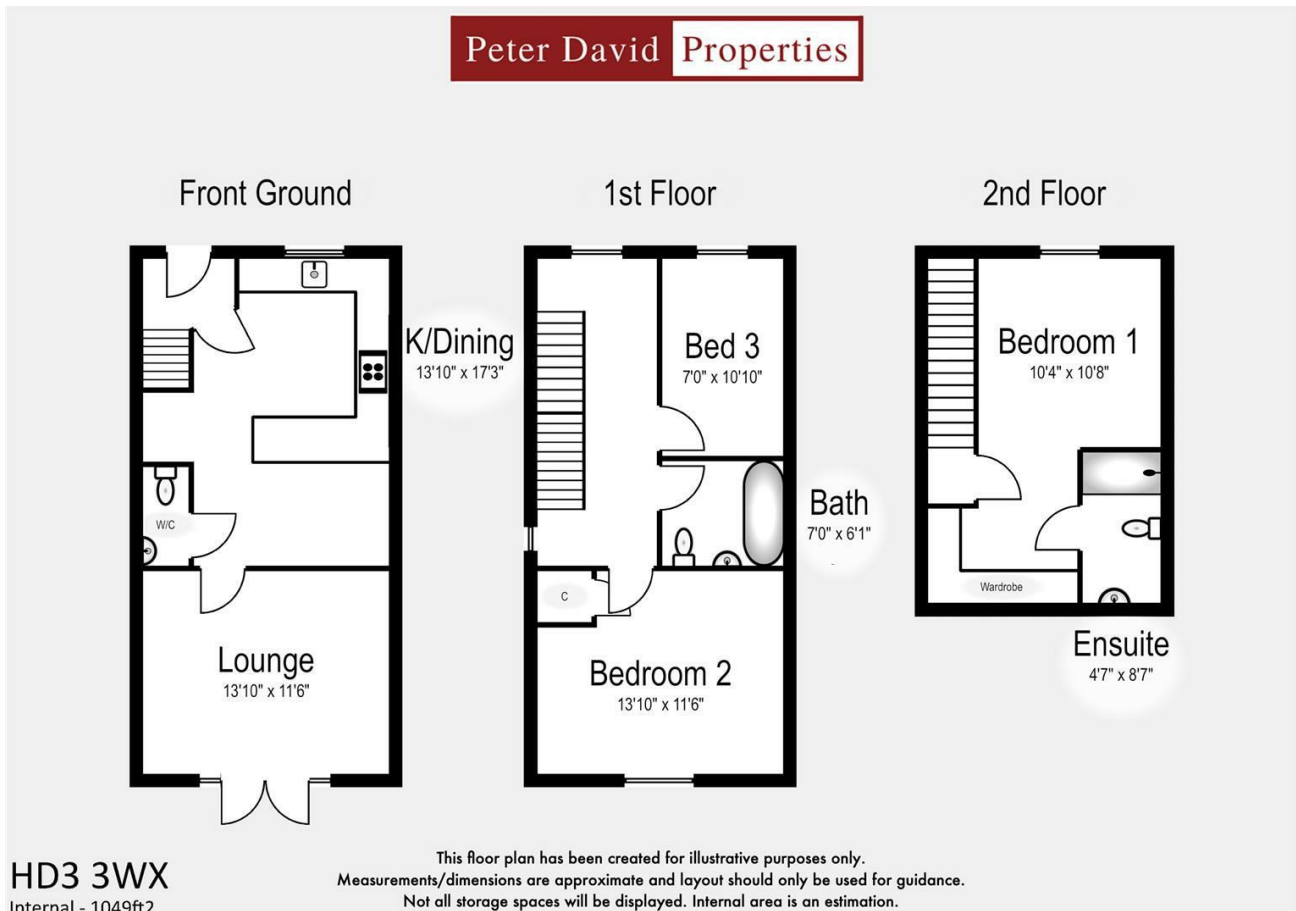 Peter David Properties
Front Ground
1st Floor
2nd Floor
K/Dining
13'10" x 17'3"
W/C
Lounge
13'10" x 11'6"
Bed 3
7'0" x 10'10"
Bath
7'0" x 6'1"
C
Bedroom 2
13'10" x 11'6"
Bedroom 1
10'4" x 10'8"
Wardrobe
Ensuite
4'7" x 8'7"
HD3 3WX
Internal - 1049ft2
This floor plan has been created for illustrative purposes only.
Measurements/dimensions are approximate and layout should only be used for guidance.
Not all storage spaces will be displayed. Internal area is an estimation.